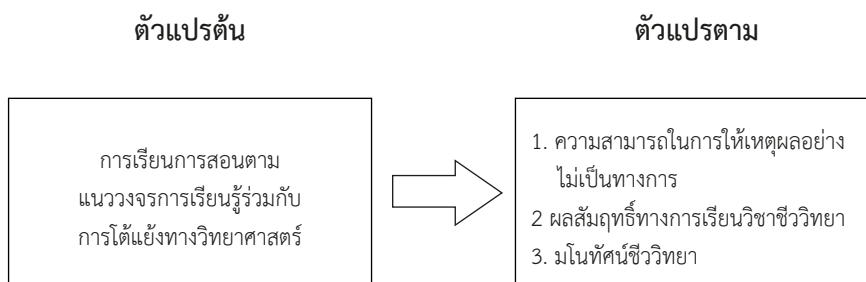 ตัวแปรต้น
ตัวแปรตาม
การเรียนการสอนตาม
แนววงจรการเรียนรู้ร่วมกับ
การโต้แย้งทางวิทยาศาสตร์
1. ความสามารถในการให้เหตุผลอย่าง
ไม่เป็นทางการ
2 ผลสัมฤทธิ์ทางการเรียนวิชาชีววิทยา
3. มโนทัศน์ชีววิทยา